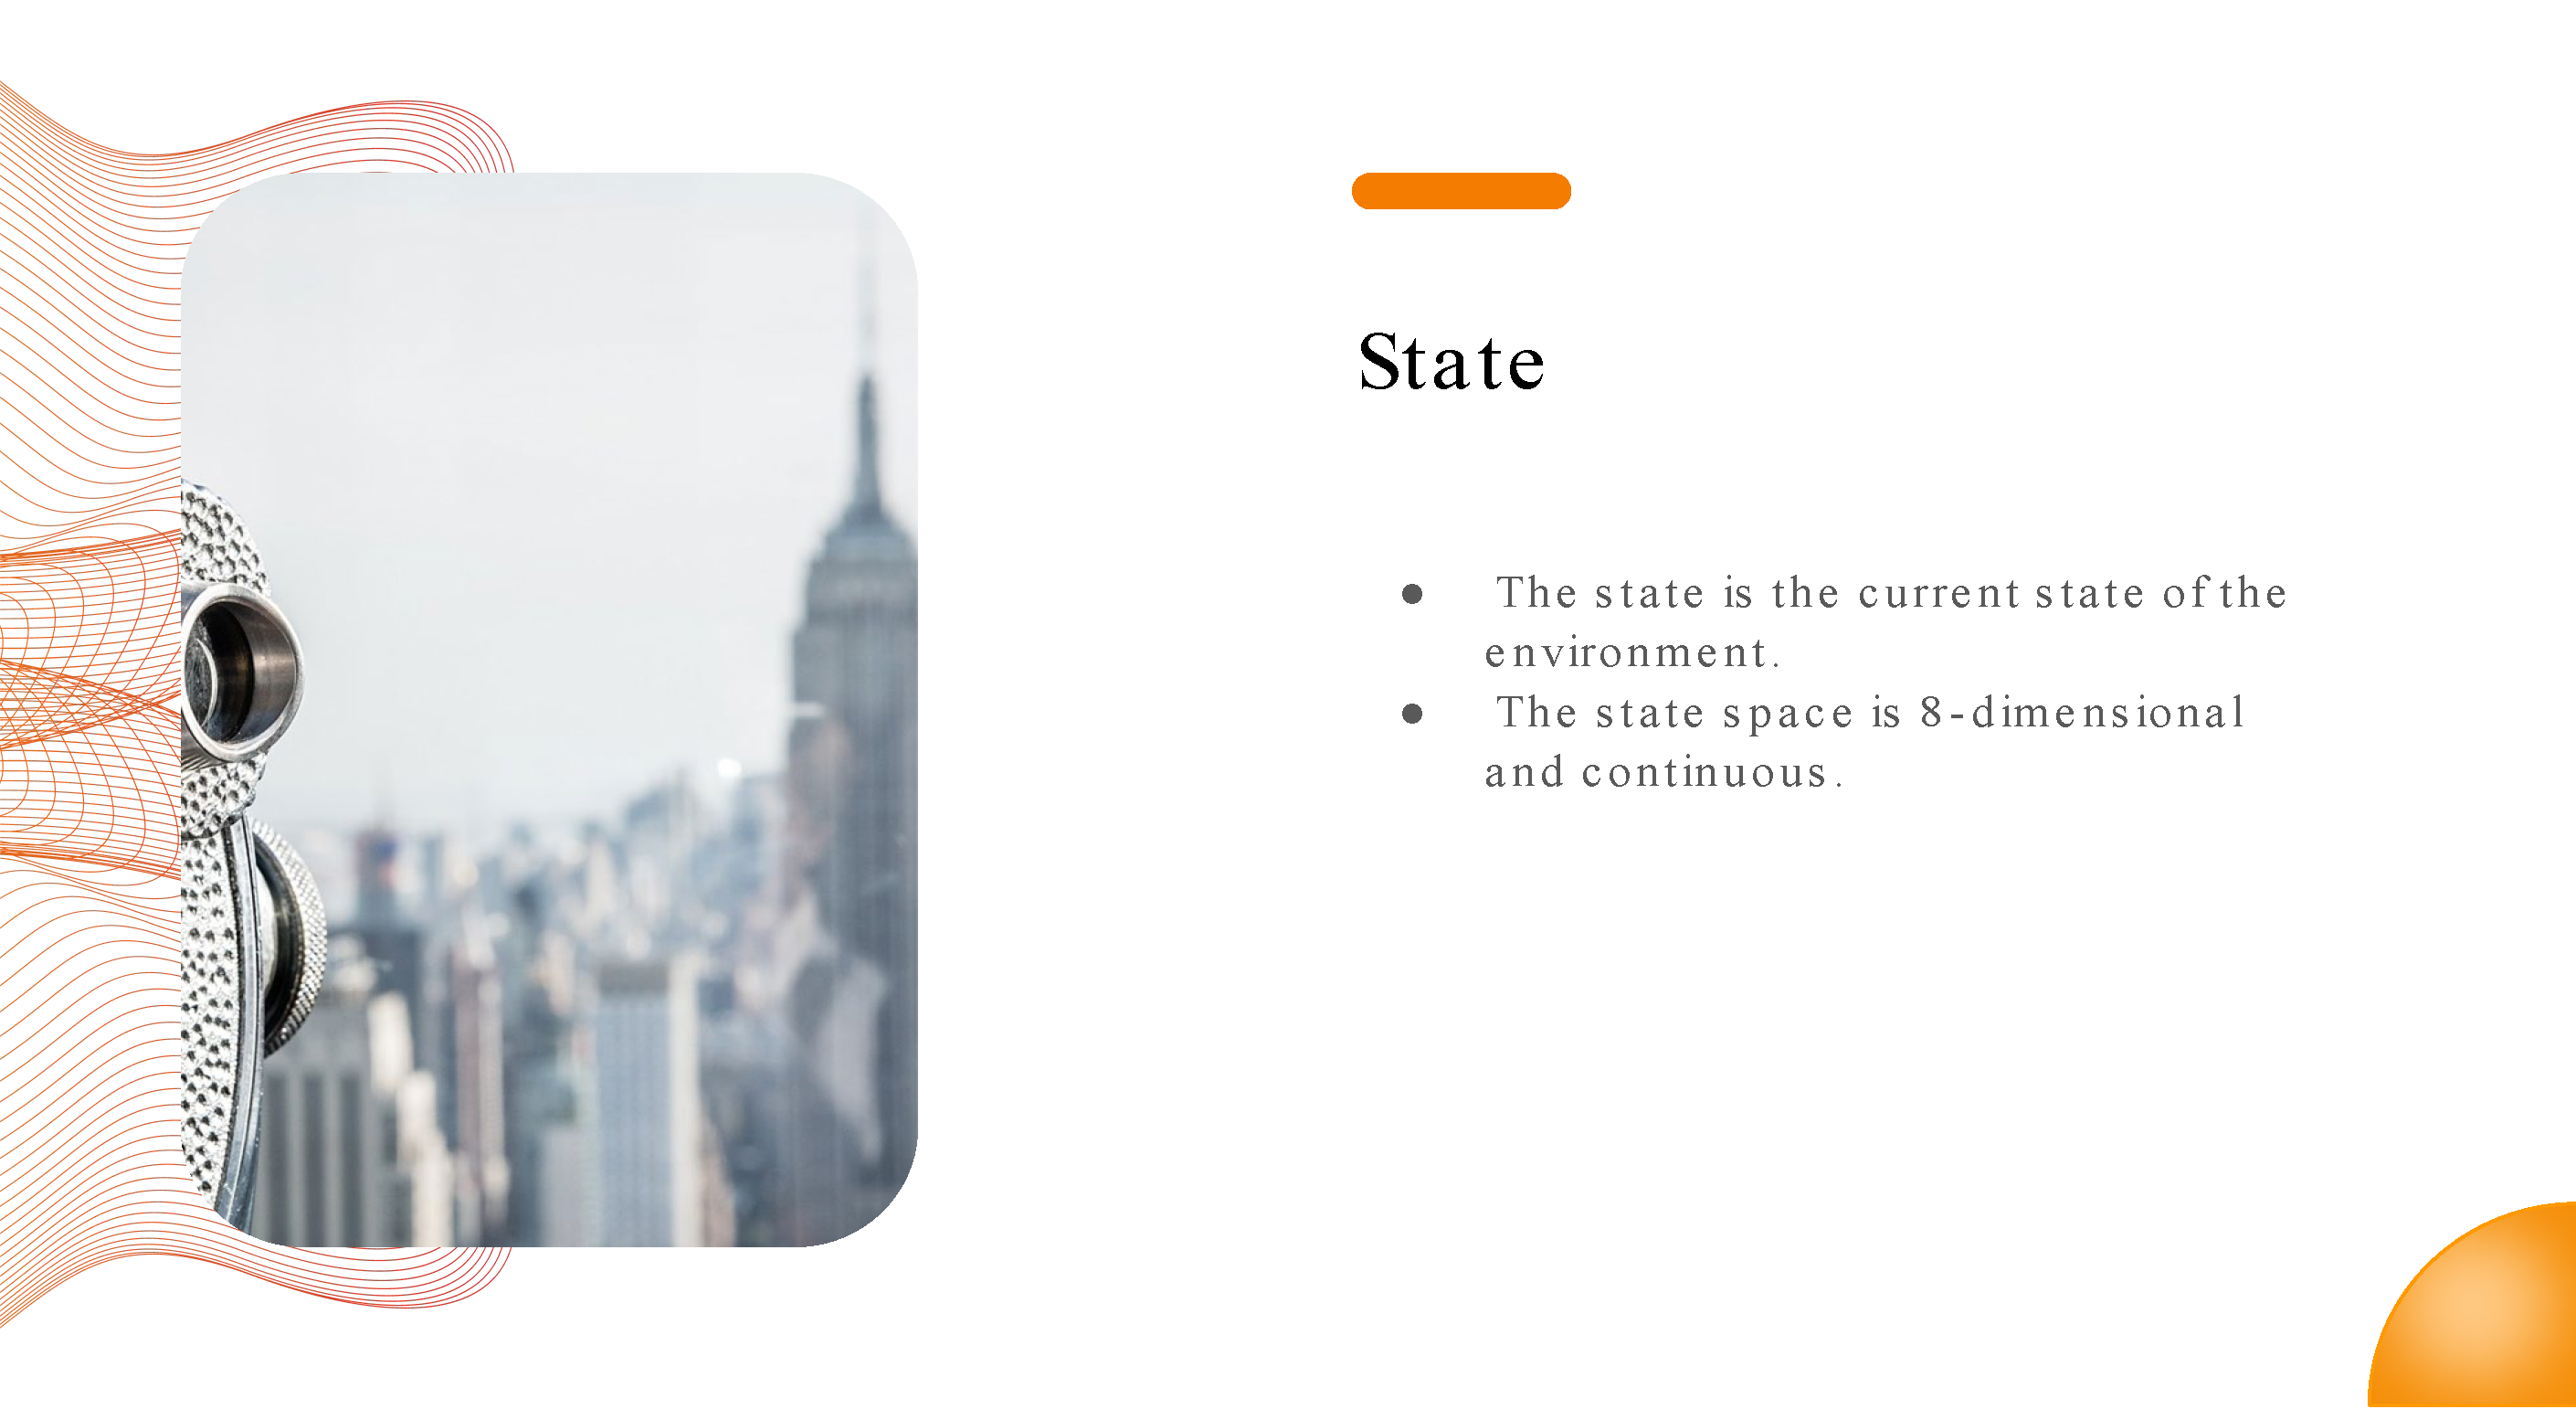 State
● The state is the current state of the
environment.
● The state space is 8-dimensional
and continuous.